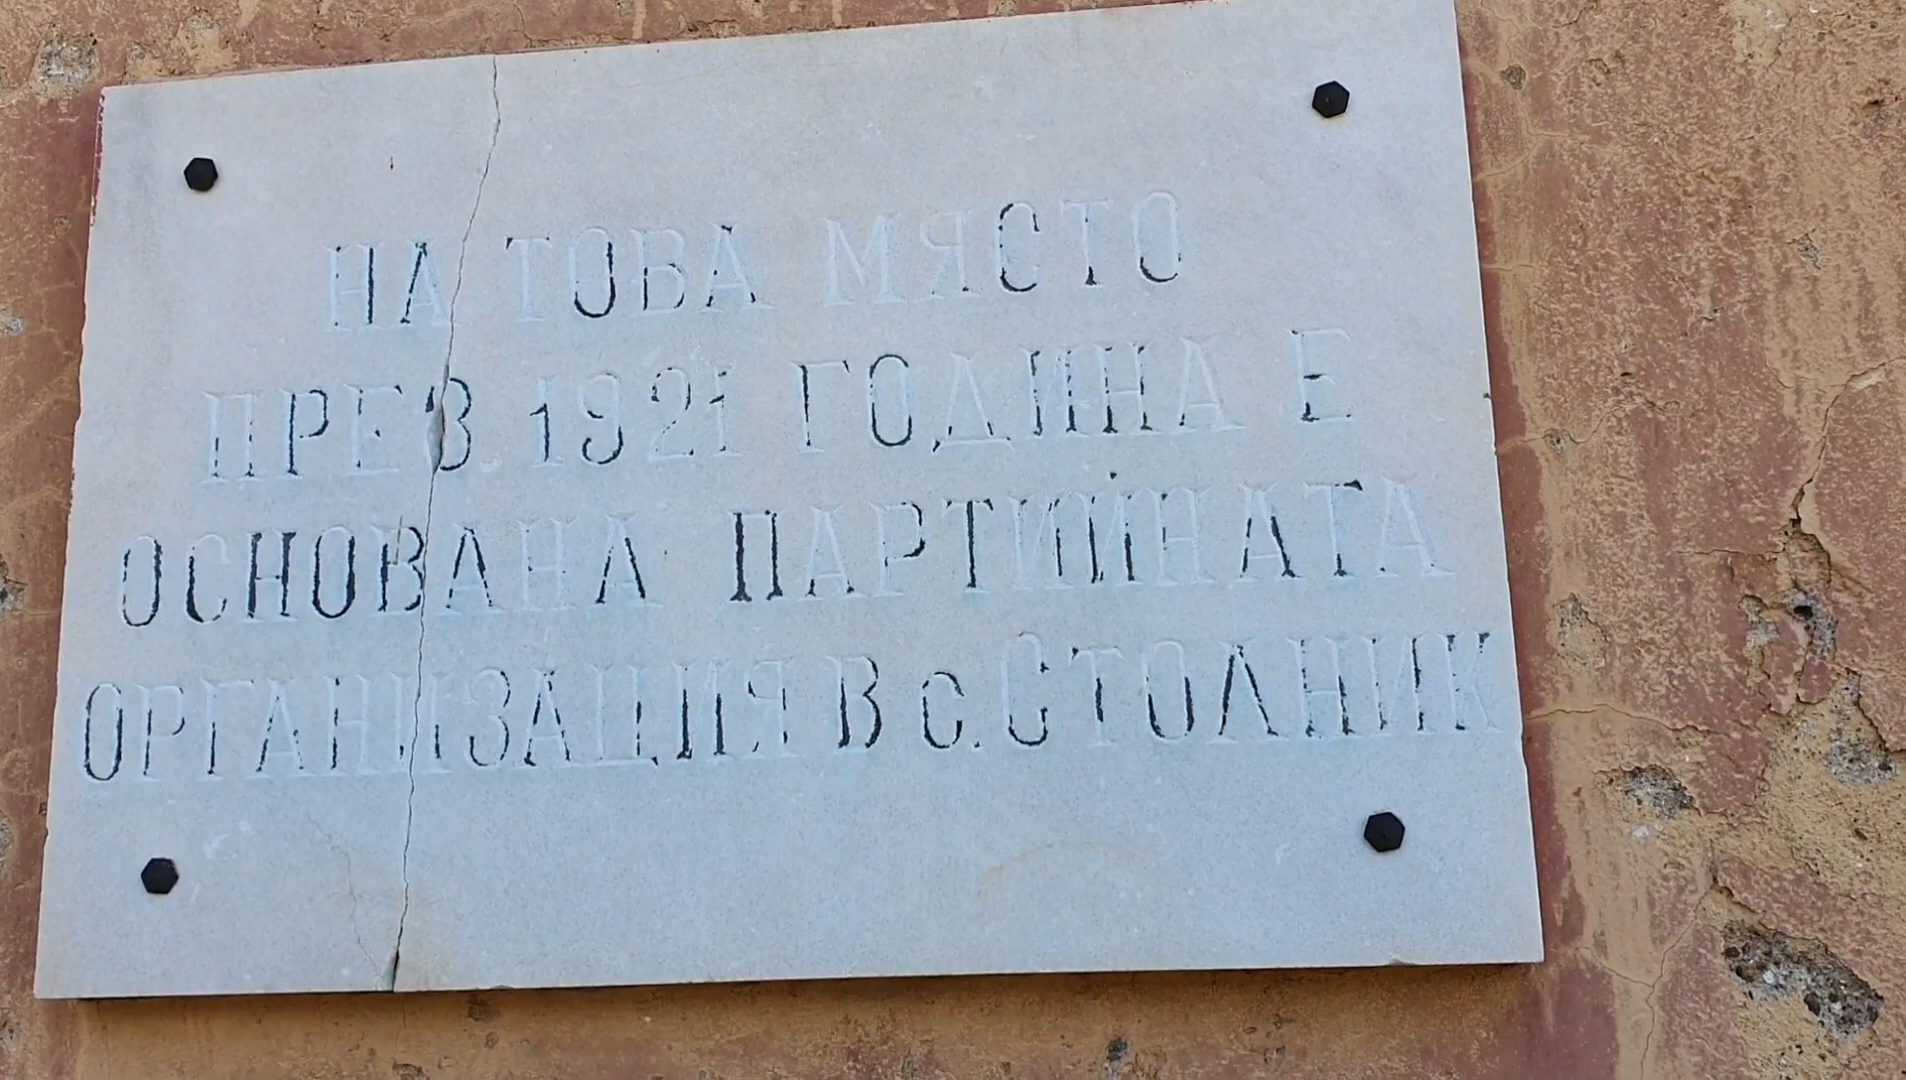 НА ТОВА МЯСТО
ПРЕЗ 1921 ГОДИНА Е
ОСНОВАНА ПАРТИЙНАТА
ОРГАНИЗАЦИЯ В с. СТОЛНИК